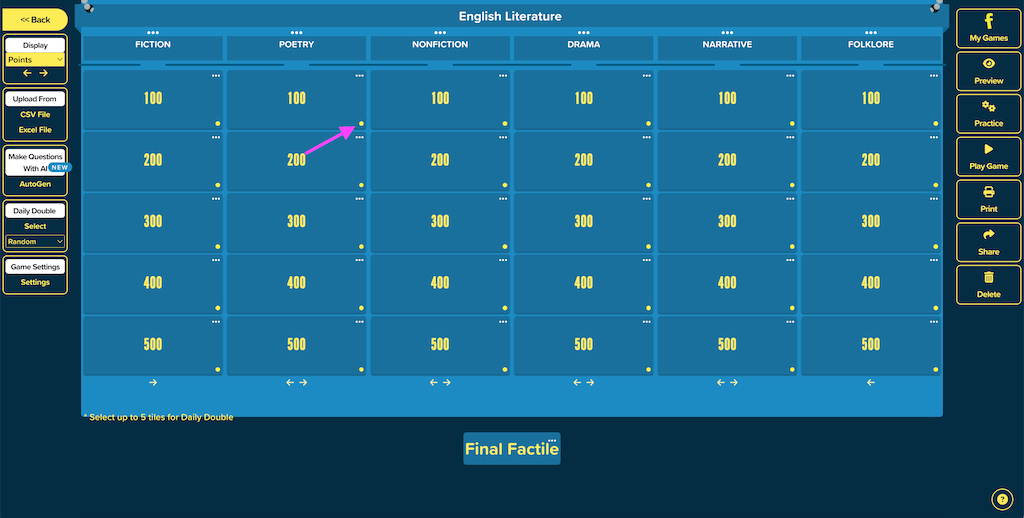 << Back
English Literature
Display
Points
Upload From
CSV File
Excel File
Make Questions
With AI NEW
AutoGen
Daily Double
Select
Random
Game Settings
Settings
FICTION POETRY NONFICTION DRAMA NARRATIVE FOLKLORE
100 100 100 100 100 100
200 200 200 200 200 200
300 300 300 300 300 300
400 400 400 400 400 400
500 500 500 500 500 500
* Select up to 5 tiles for Daily Double
Final Factile
My Games
Preview
Practice
Play Game
Print
Share
Delete
?